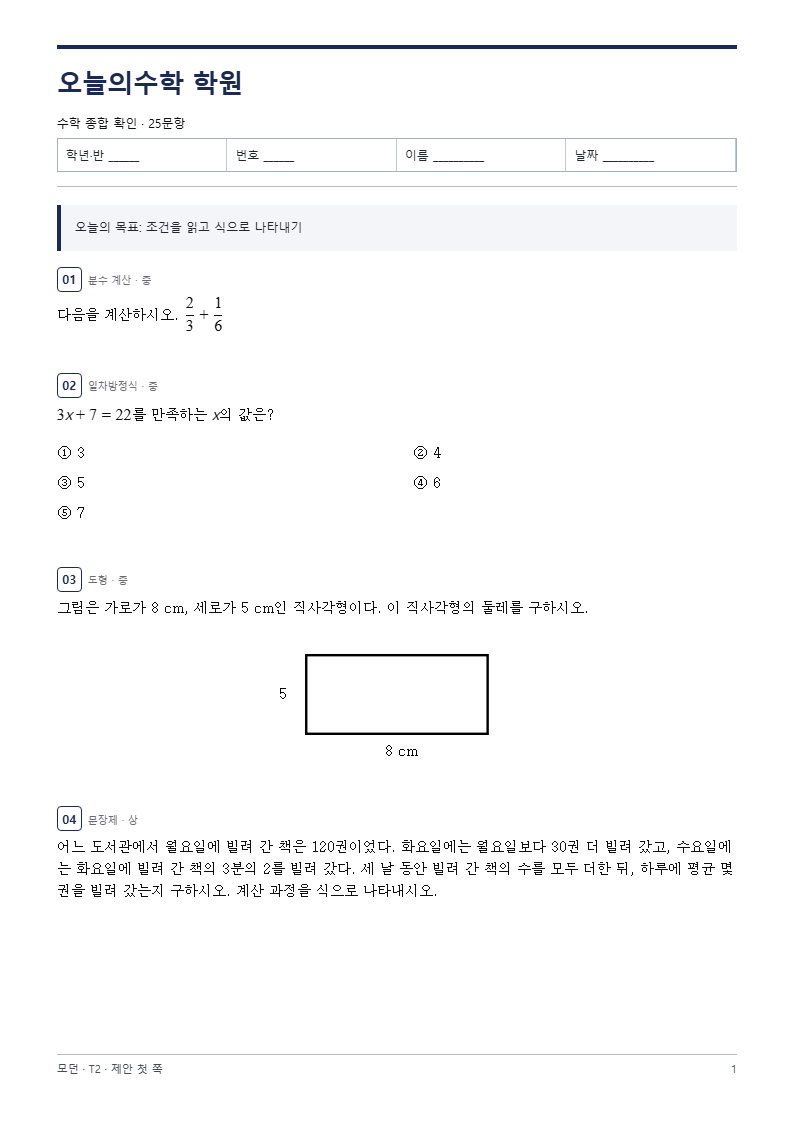 오늘의수학 학원
수학 종합 확인 · 25문항
학년·반 ______ 번호 ______ 이름 __________ 날짜 __________
오늘의 목표: 조건을 읽고 식으로 나타내기
01 분수 계산 · 중
다음을 계산하시오. 2/3 + 1/6
02 일차방정식 · 중
3x + 7 = 22를 만족하는 x의 값은?
① 3 ② 4
③ 5 ④ 6
⑤ 7
03 도형 · 중
그림은 가로가 8 cm, 세로가 5 cm인 직사각형이다. 이 직사각형의 둘레를 구하시오.
5
8 cm
04 문장제 · 상
어느 도서관에서 월요일에 빌려 간 책은 120권이었다. 화요일에는 월요일보다 30권 더 빌려 갔고, 수요일에
는 화요일에 빌려 간 책의 3분의 2를 빌려 갔다. 세 날 동안 빌려 간 책의 수를 모두 더한 뒤, 하루에 평균 몇
권을 빌려 갔는지 구하시오. 계산 과정을 식으로 나타내시오.
모던 · T2 · 제안 첫 쪽 1